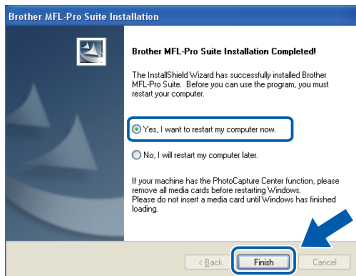 Brother MFL-Pro Suite Installation
Brother MFL-Pro Suite Installation Completed!
The InstallShield Wizard has successfully installed Brother
MFL-Pro Suite. Before you can use the program, you must
restart your computer.
Yes, I want to restart my computer now.
No, I will restart my computer later.
If your machine has the PhotoCapture Center function, please
remove all media cards before restarting Windows.
Please do not insert a media card until Windows has finished
loading.
< Back
Finish
Cancel